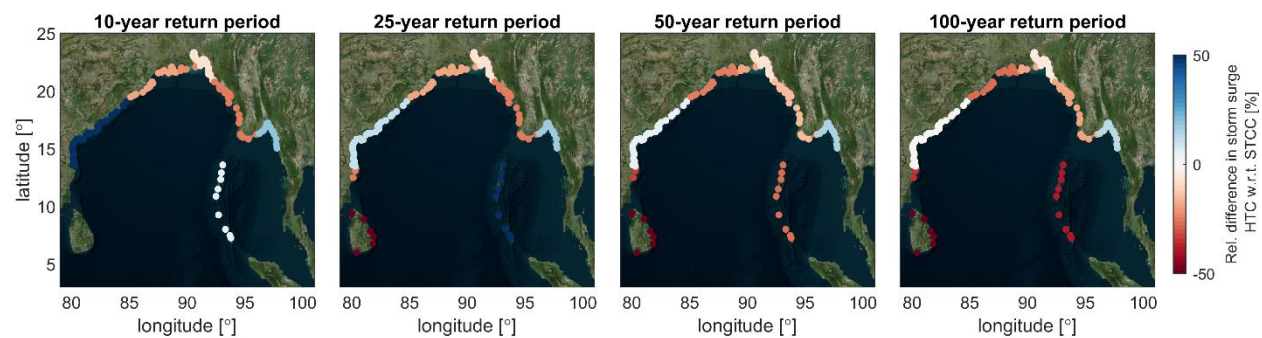 10-year return period
25-year return period
50-year return period
100-year return period
25
20
15
10
5
latitude [°]
80 85 90 95 100
80 85 90 95 100
80 85 90 95 100
80 85 90 95 100
longitude [°]
longitude [°]
longitude [°]
longitude [°]
50
0
-50
Rel. difference in storm surge
HTC w.r.t. STCC [%]